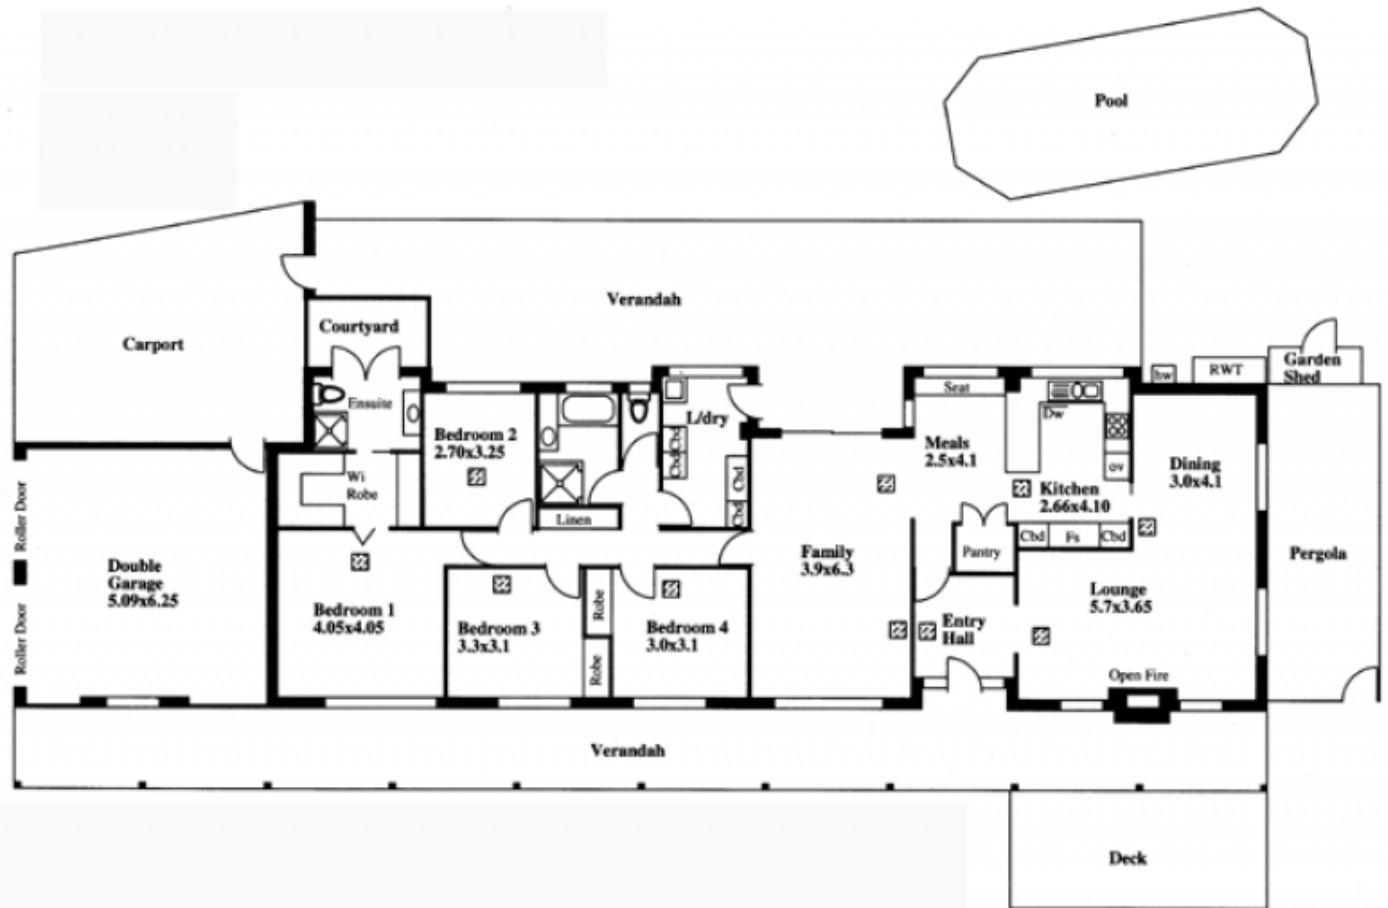 Pool
Verandah
Courtyard
Carport
Ensuite
Garden
Shed
hw
RWT
Seat
L/dry
Dw
Meals
2.5x4.1
Bedroom 2
2.70x3.25
Cbd
Cbd
Cbd
Cbd
ov
Dining
3.0x4.1
Wi
Robe
Kitchen
2.66x4.10
Linen
Cbd
Fs
Cbd
Pantry
Roller Door
Roller Door
Double
Garage
5.09x6.25
Family
3.9x6.3
Pergola
Bedroom 1
4.05x4.05
Bedroom 3
3.3x3.1
Robe
Robe
Bedroom 4
3.0x3.1
Entry
Hall
Lounge
5.7x3.65
Open Fire
Verandah
Deck